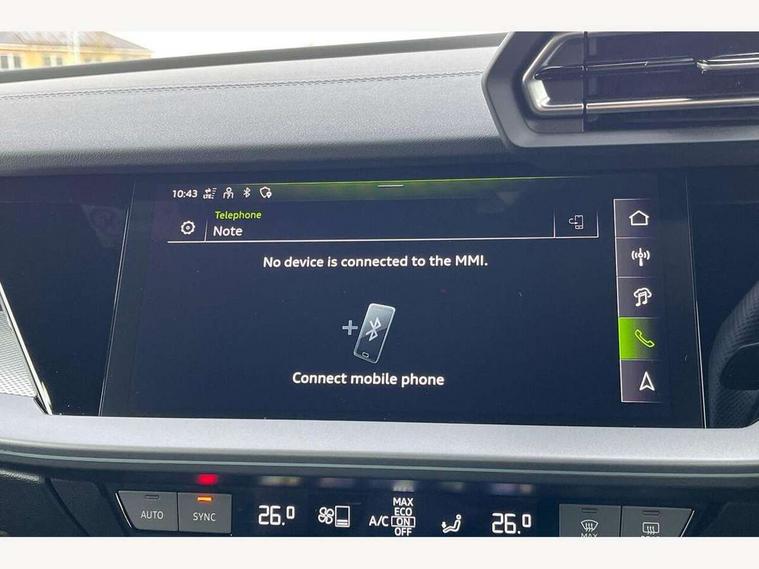 10:43 LTE
Telephone
Note
No device is connected to the MMI.
Connect mobile phone
AUTO
SYNC
26.0
A/C
MAX
ECO
ON
OFF
26.0
MAX